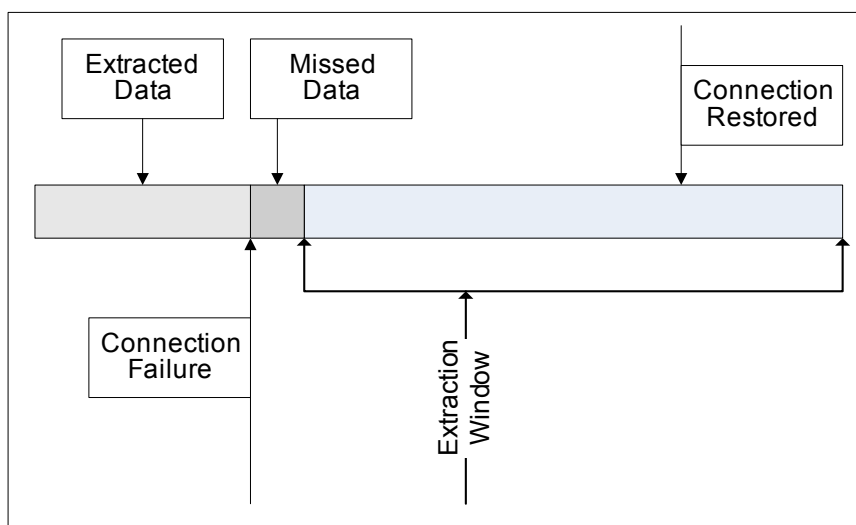 Extracted
Data
Missed
Data
Connection
Restored
Connection
Failure
Extraction
Window